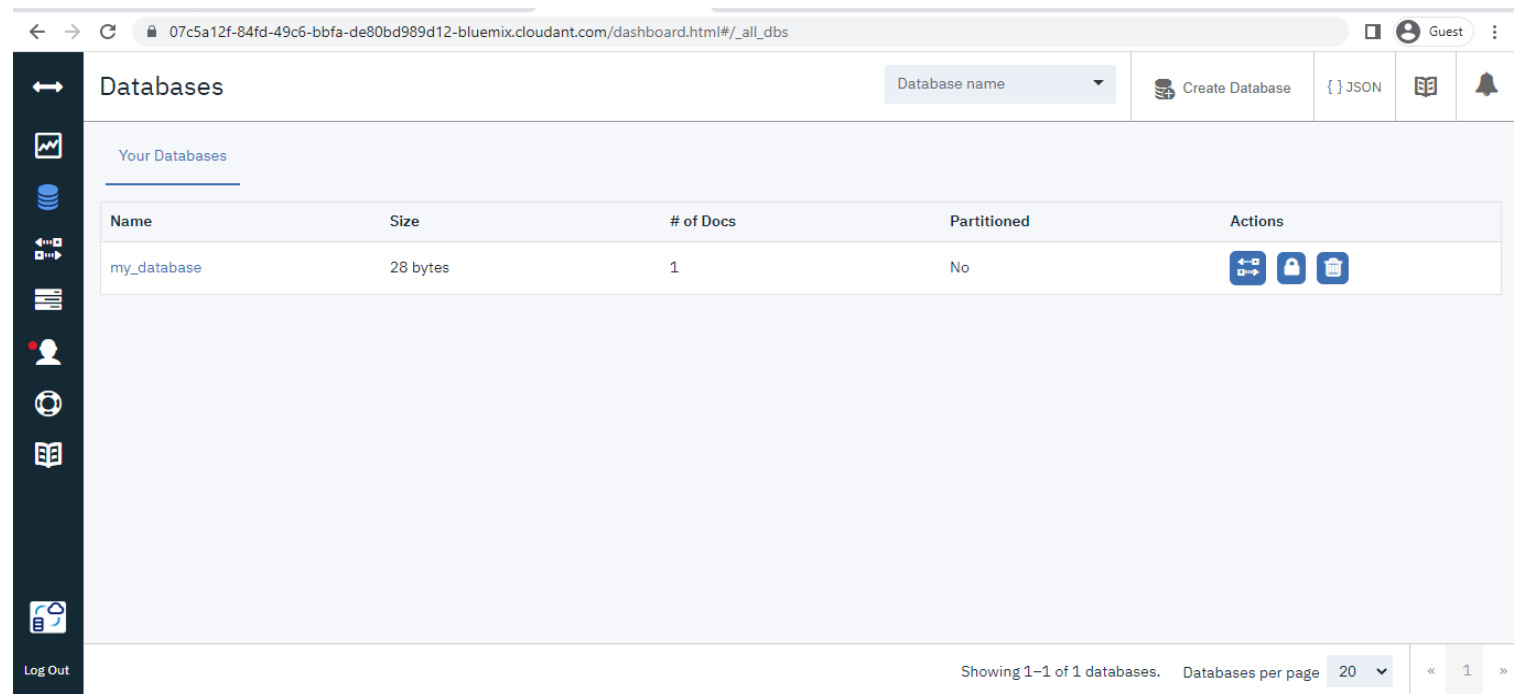 07c5a12f-84fd-49c6-bbfa-de80bd989d12-bluemix.cloudant.com/dashboard.html#/_all_dbs Guest
Databases Database name Create Database { } JSON
Your Databases
Name Size # of Docs Partitioned Actions
my_database 28 bytes 1 No
Log Out Showing 1–1 of 1 databases. Databases per page 20 « 1 »